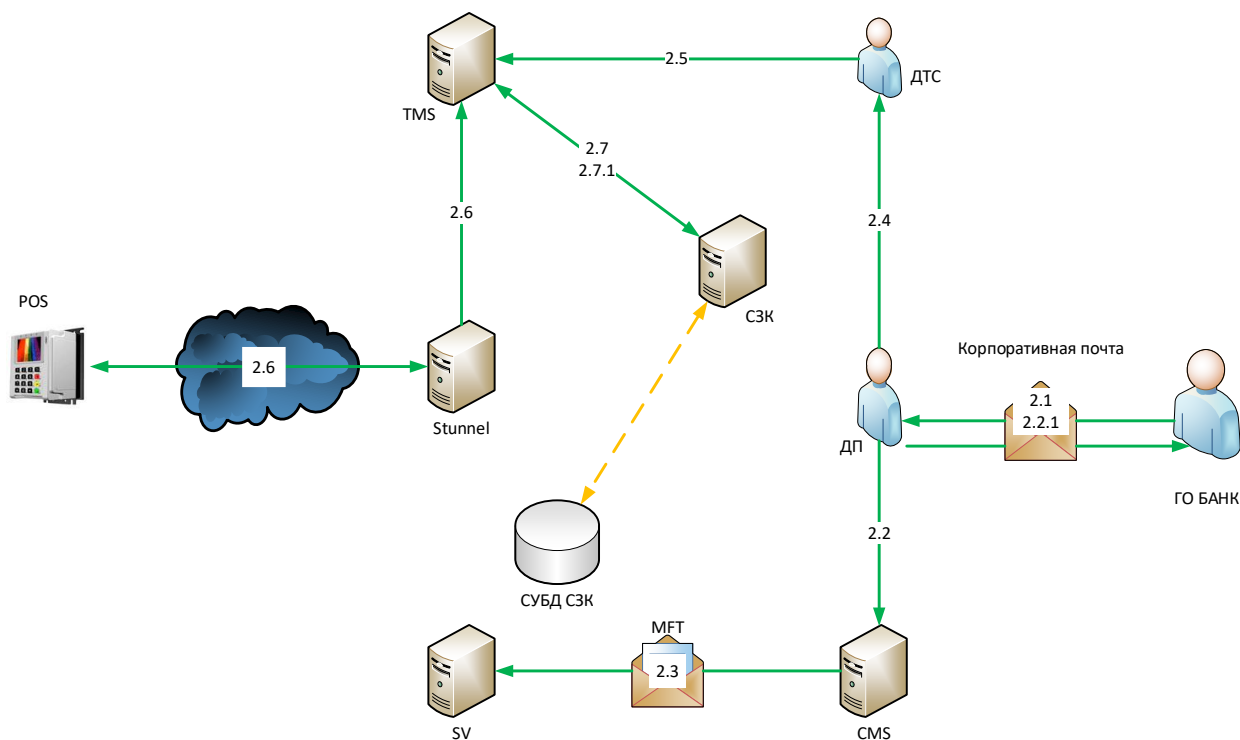 2.5
ДТС
TMS
2.7
2.7.1
2.6
2.4
POS
СЗК
Корпоративная почта
2.6
2.1
2.2.1
Stunnel
ДП
ГО БАНК
2.2
СУБД СЗК
MFT
2.3
SV
CMS